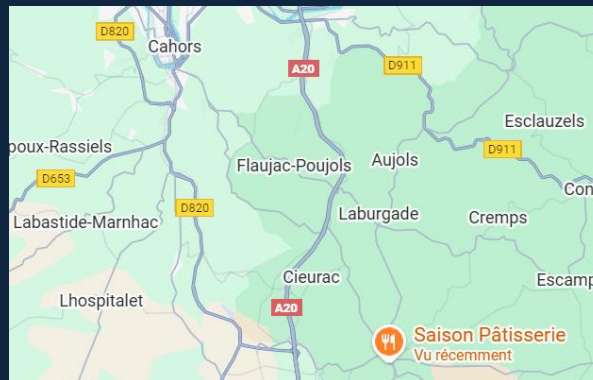 D820
Cahors
A20
D911
Esclauzels
poux-Rassiels
Flaujac-Poujols
Aujols
D911
D653
Con
D820
Labastide-Marnhac
Laburgade
Cremps
Cieurac
Escamp
Lhospitalet
A20
Saison Pâtisserie
Vu récemment